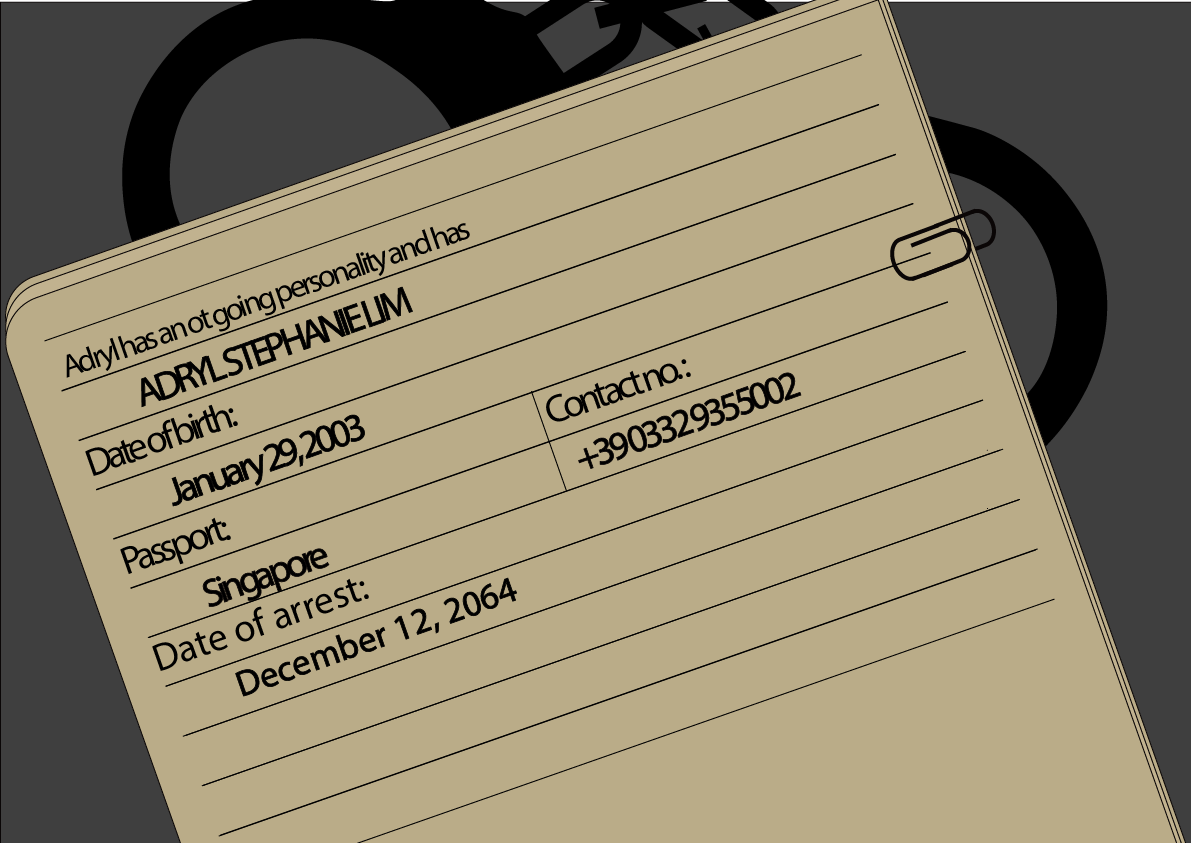 Adryl has an ot going personality and has
ADRYL STEPHANIE LIM
Date of birth:
January 29, 2003
Contact no.:
+3903329355002
Passport:
Singapore
Date of arrest:
December 12, 2064